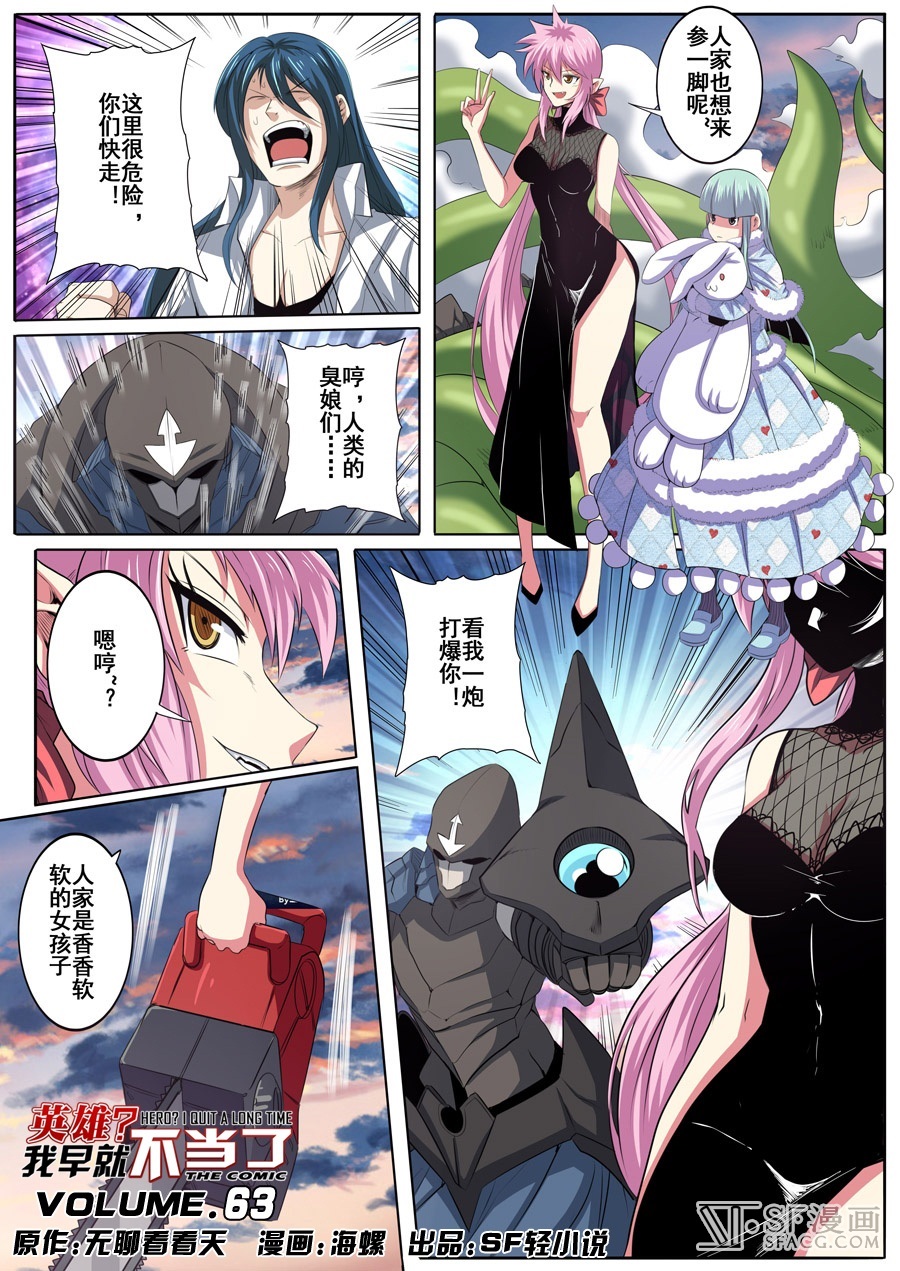 这里很危险，
你们快走！
人家也想来
参一脚呢~
哼，人类的
臭娘们……
嗯哼~？
看我一炮
打爆你！
By
人家是香香软
软的女孩子
英雄？
HERO? I QUIT A LONG TIME
我早就不当了
THE COMIC
VOLUME.63
原作:无聊看看天 漫画:海螺 出品:SF轻小说
SF漫画
SFACG.COM